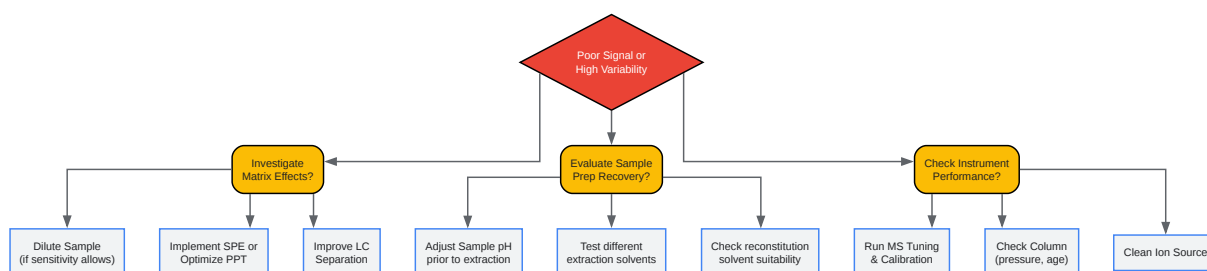 Poor Signal or
High Variability
Investigate
Matrix Effects?
Evaluate Sample
Prep Recovery?
Check Instrument
Performance?
Dilute Sample
(if sensitivity allows)
Implement SPE or
Optimize PPT
Improve LC
Separation
Adjust Sample pH
prior to extraction
Test different
extraction solvents
Check reconstitution
solvent suitability
Run MS Tuning
& Calibration
Check Column
(pressure, age)
Clean Ion Source